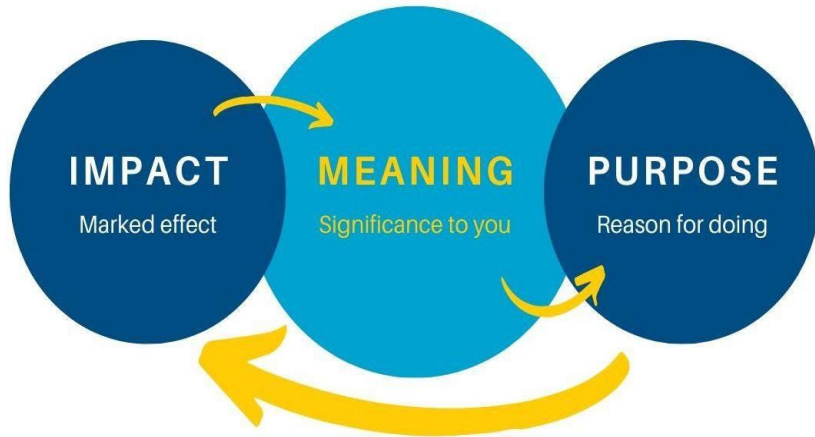 IMPACT
Marked effect
MEANING
Significance to you
PURPOSE
Reason for doing